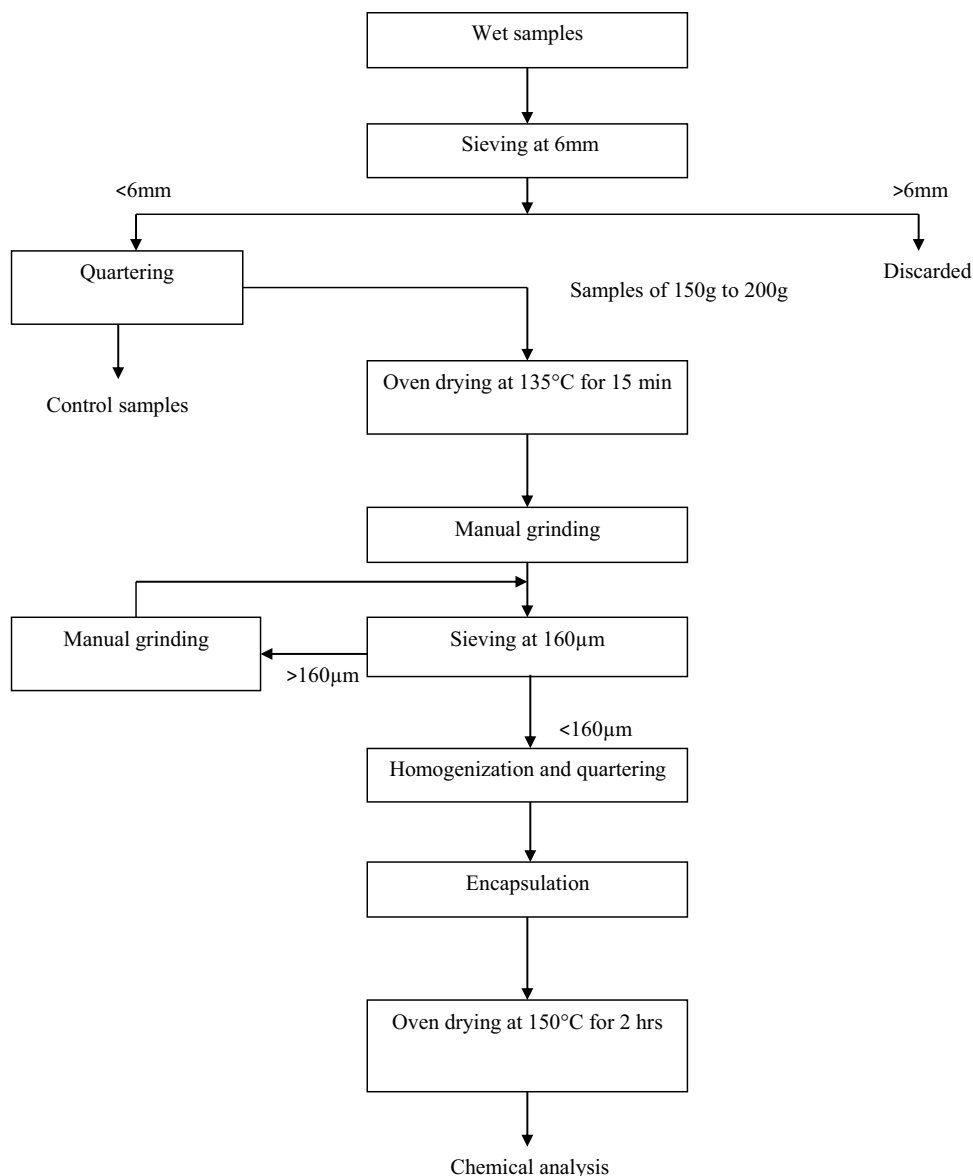 Wet samples
Sieving at 6mm
<6mm
>6mm
Quartering
Discarded
Samples of 150g to 200g
Oven drying at 135°C for 15 min
Control samples
Manual grinding
Manual grinding
Sieving at 160µm
>160µm
<160µm
Homogenization and quartering
Encapsulation
Oven drying at 150°C for 2 hrs
Chemical analysis